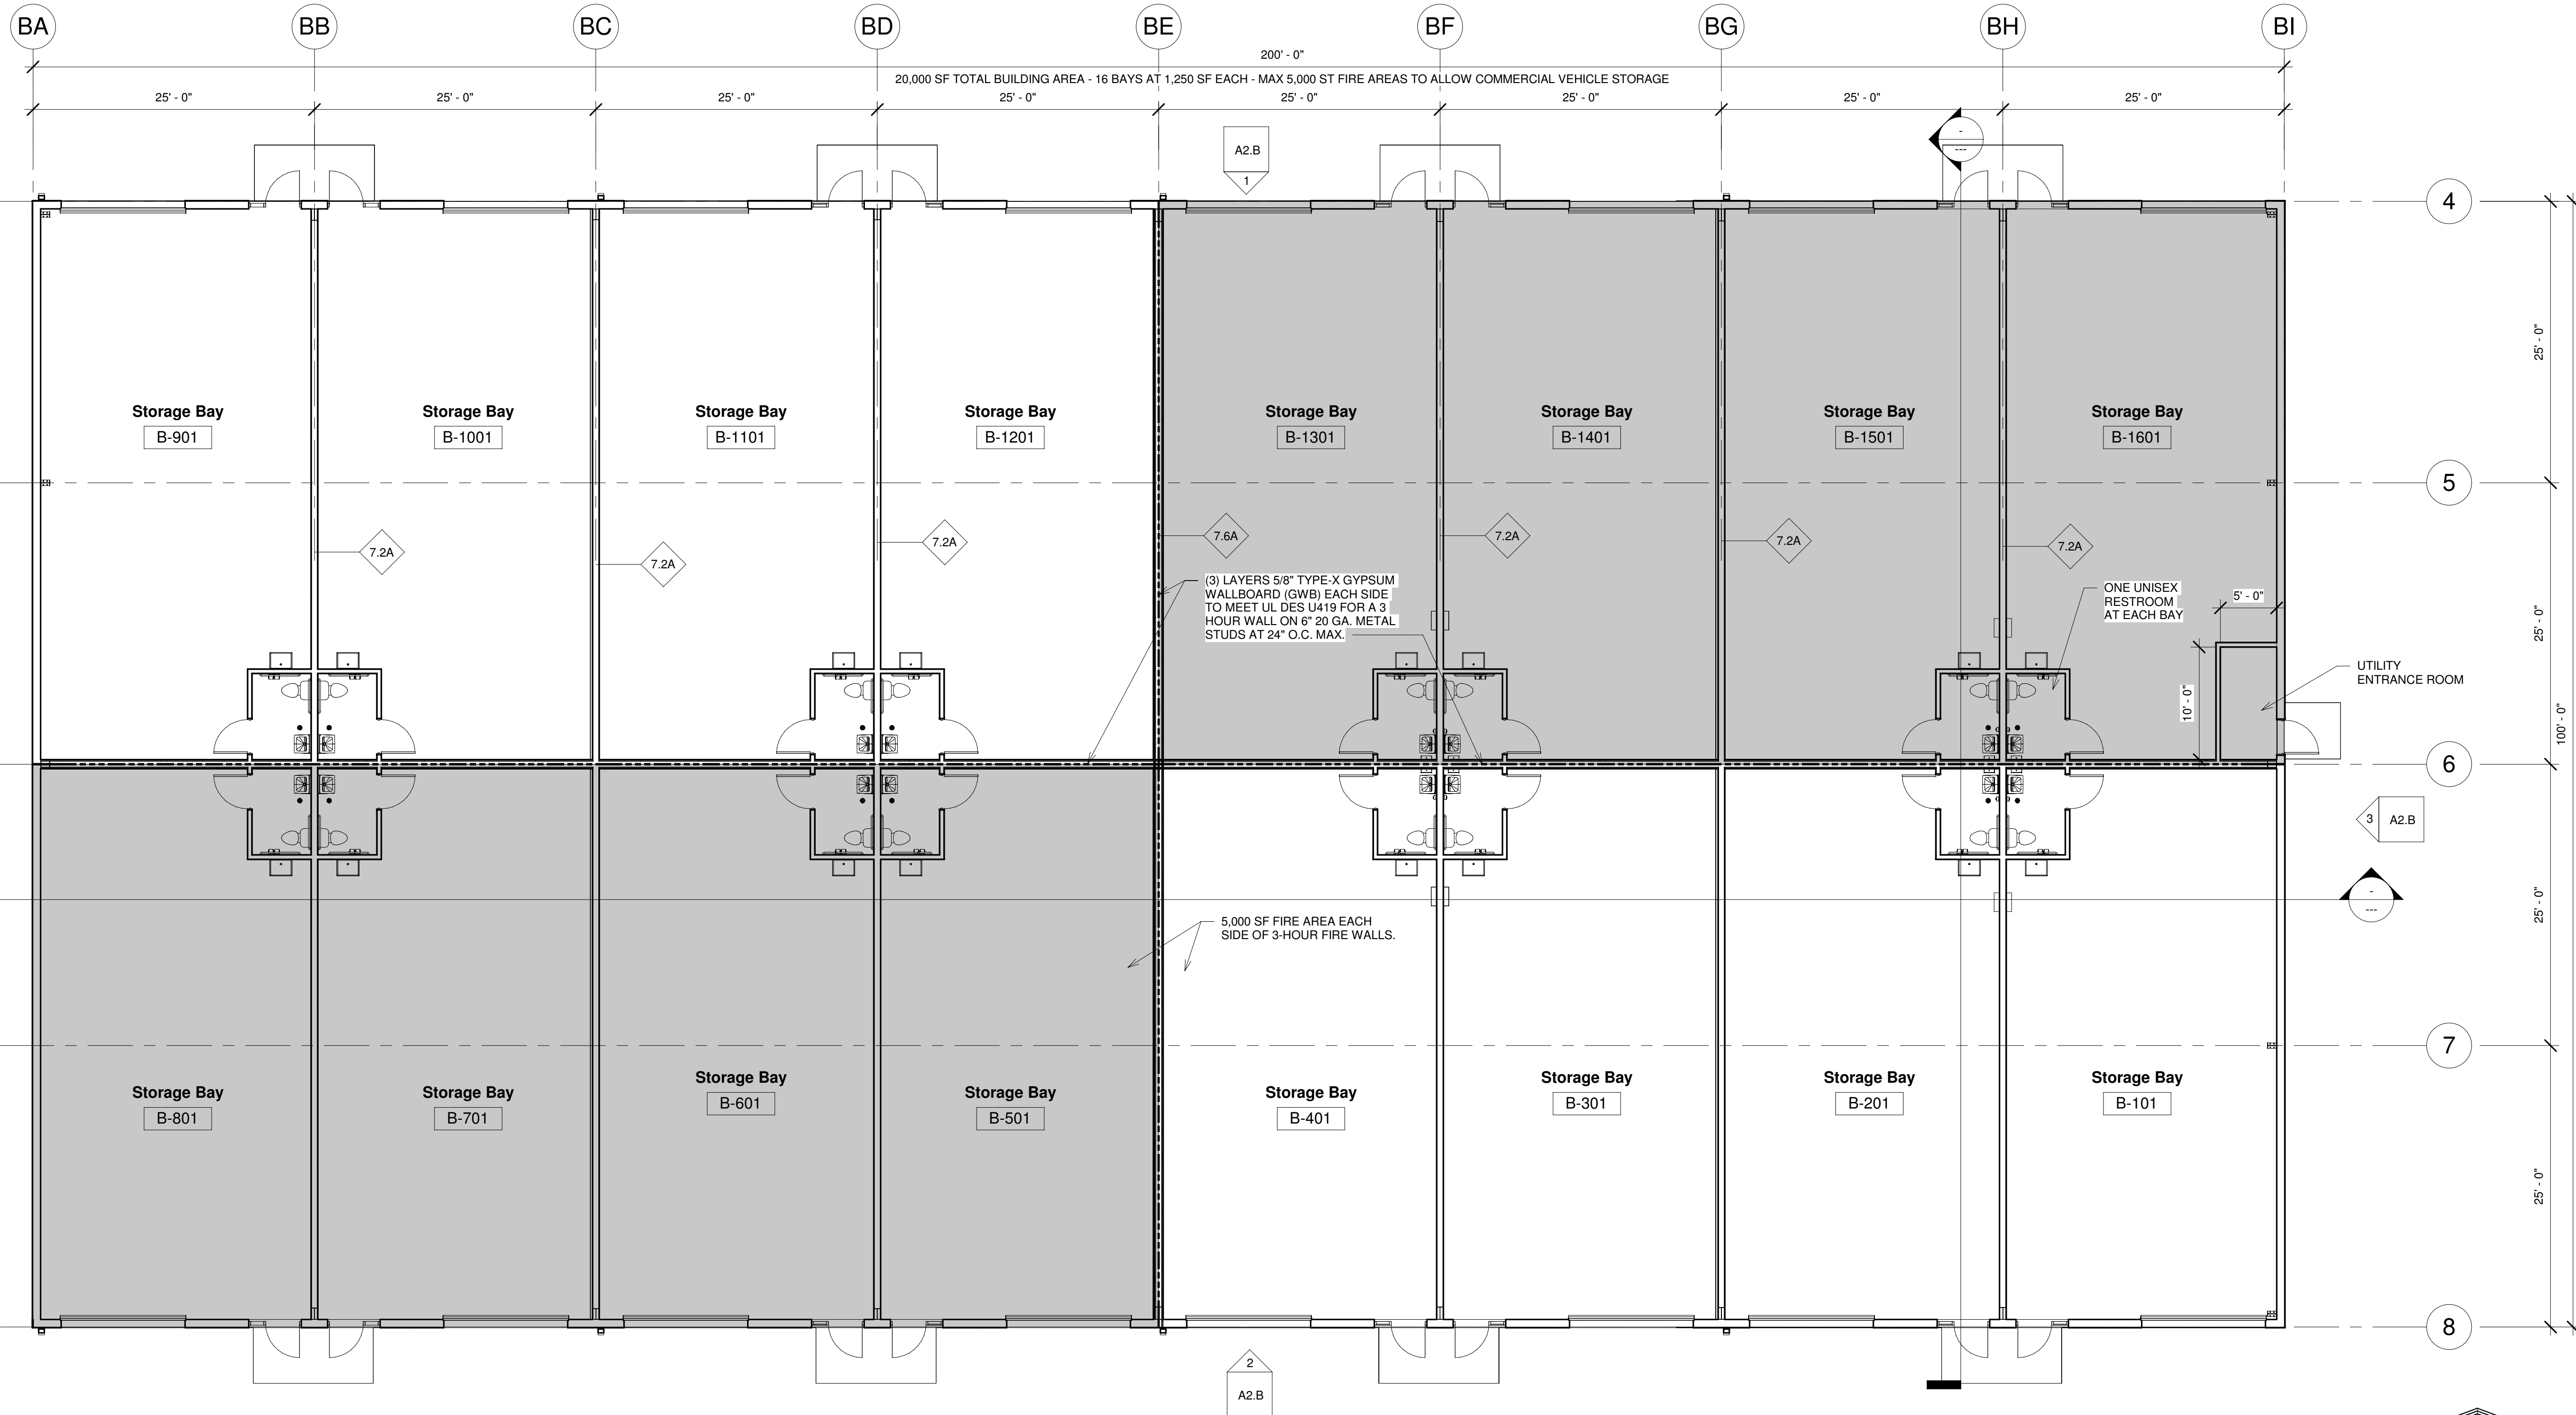 BA BB BC BD BE BF BG BH BI
200' - 0"
20,000 SF TOTAL BUILDING AREA - 16 BAYS AT 1,250 SF EACH - MAX 5,000 ST FIRE AREAS TO ALLOW COMMERCIAL VEHICLE STORAGE
25' - 0" 25' - 0" 25' - 0" 25' - 0" 25' - 0" 25' - 0" 25' - 0" 25' - 0"
A2.B
1
-
---
4
25' - 0"
Storage Bay
B-901
Storage Bay
B-1001
Storage Bay
B-1101
Storage Bay
B-1201
Storage Bay
B-1301
Storage Bay
B-1401
Storage Bay
B-1501
Storage Bay
B-1601
5
7.2A
7.2A
7.2A
7.6A
7.2A
7.2A
7.2A
(3) LAYERS 5/8" TYPE-X GYPSUM
WALLBOARD (GWB) EACH SIDE
TO MEET UL DES U419 FOR A 3
HOUR WALL ON 6" 20 GA. METAL
STUDS AT 24" O.C. MAX.
ONE UNISEX
RESTROOM
AT EACH BAY
5' - 0"
25' - 0"
UTILITY
ENTRANCE ROOM
10' - 0"
100' - 0"
6
3
A2.B
-
---
25' - 0"
5,000 SF FIRE AREA EACH
SIDE OF 3-HOUR FIRE WALLS.
7
Storage Bay
B-801
Storage Bay
B-701
Storage Bay
B-601
Storage Bay
B-501
Storage Bay
B-401
Storage Bay
B-301
Storage Bay
B-201
Storage Bay
B-101
25' - 0"
8
2
A2.B